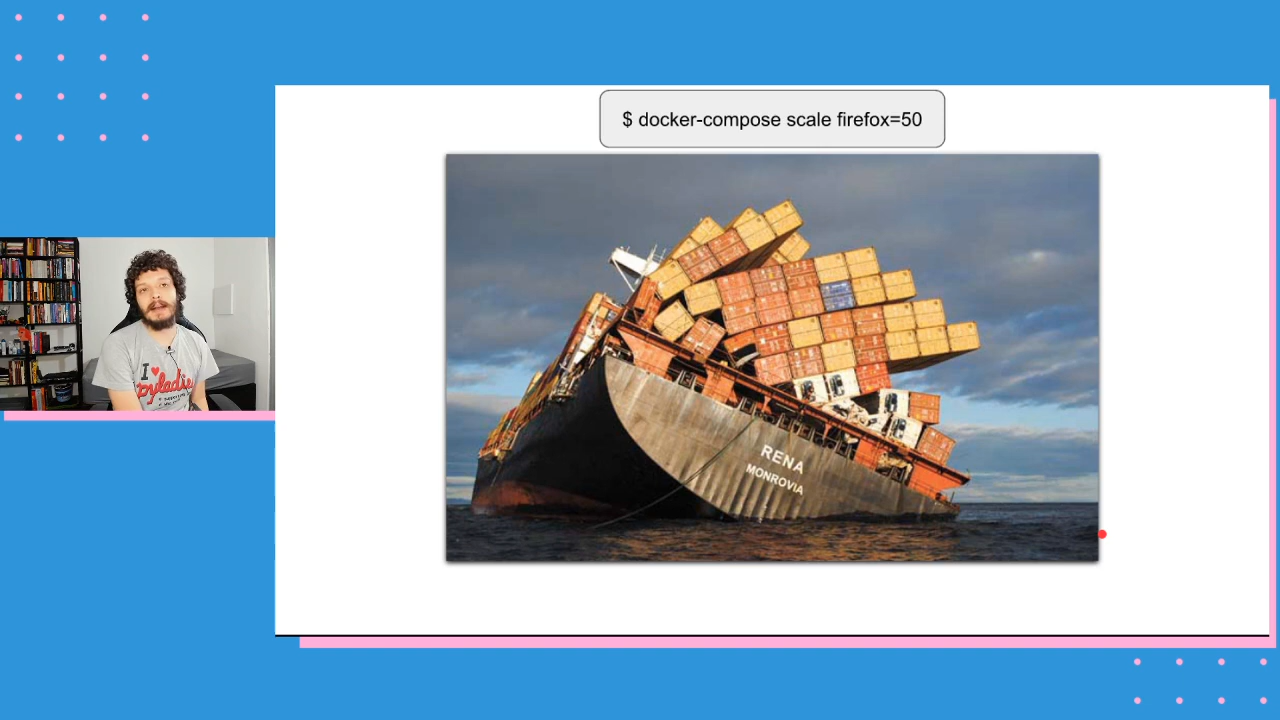 $ docker-compose scale firefox=50
I ♥
pyladies
RENA
MONROVIA